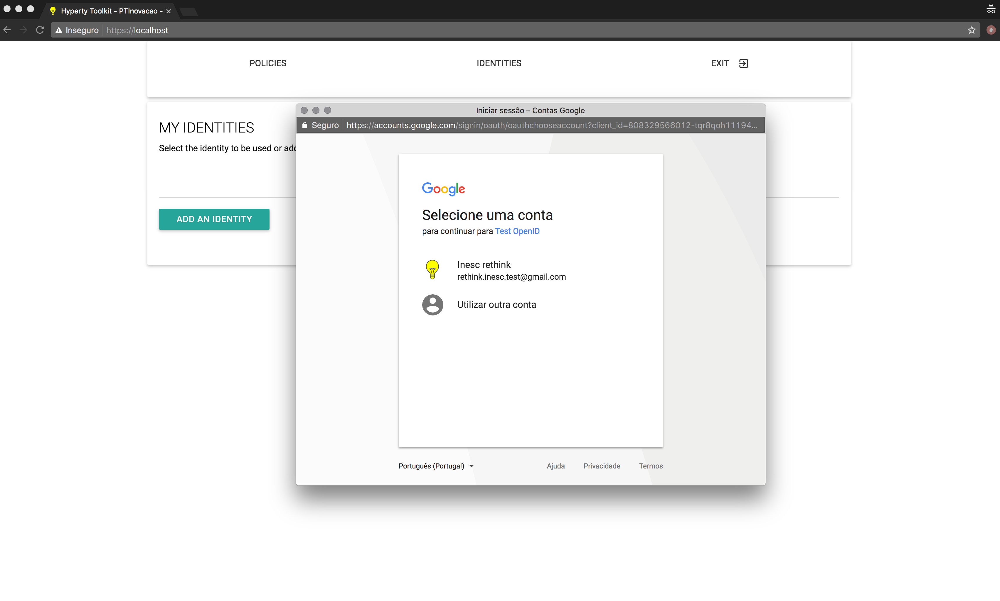 Hyperty Toolkit - PTInovacao -
Inseguro https://localhost
POLICIES IDENTITIES EXIT
MY IDENTITIES
Select the identity to be used or add
ADD AN IDENTITY
Iniciar sessão – Contas Google
Seguro https://accounts.google.com/signin/oauth/oauthchooseaccount?client_id=808329566012-tqr8qoh11194...
Google
Selecione uma conta
para continuar para Test OpenID
Inesc rethink
rethink.inesc.test@gmail.com
Utilizar outra conta
Português (Portugal) Ajuda Privacidade Termos